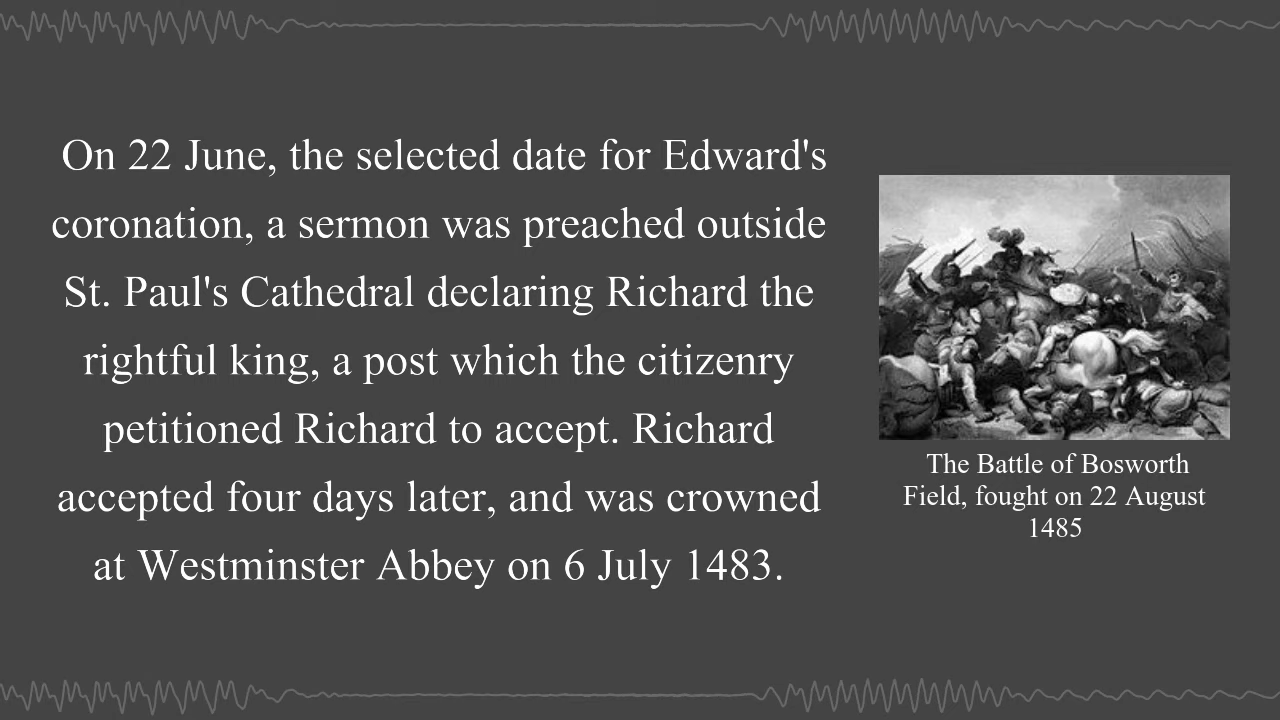 On 22 June, the selected date for Edward's
coronation, a sermon was preached outside
St. Paul's Cathedral declaring Richard the
rightful king, a post which the citizenry
petitioned Richard to accept. Richard
accepted four days later, and was crowned
at Westminster Abbey on 6 July 1483.
The Battle of Bosworth
Field, fought on 22 August
1485